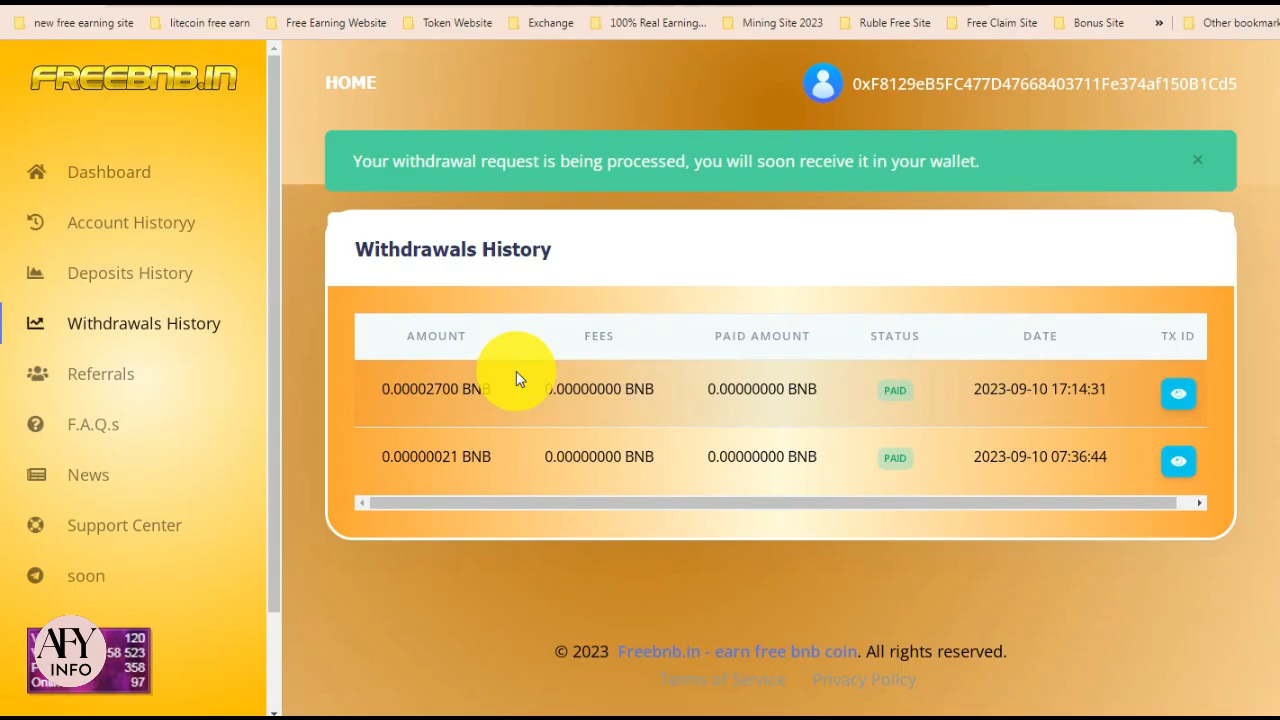 new free earning site
litecoin free earn
Free Earning Website
Token Website
Exchange
100% Real Earning...
Mining Site 2023
Ruble Free Site
Free Claim Site
Bonus Site
»
Other bookmark
FREEBNB.IN
HOME
0xF8129eB5FC477D47668403711Fe374af150B1Cd5
Your withdrawal request is being processed, you will soon receive it in your wallet.
×
Dashboard
Account Historyy
Deposits History
Withdrawals History
Referrals
F.A.Q.s
News
Support Center
soon
Withdrawals History
AMOUNT FEES PAID AMOUNT STATUS DATE TX ID
0.00002700 BNB 0.00000000 BNB 0.00000000 BNB PAID 2023-09-10 17:14:31
0.00000021 BNB 0.00000000 BNB 0.00000000 BNB PAID 2023-09-10 07:36:44
120
58 523
358
97
AFY
INFO
© 2023 Freebnb.in - earn free bnb coin. All rights reserved.
Terms of Service Privacy Policy